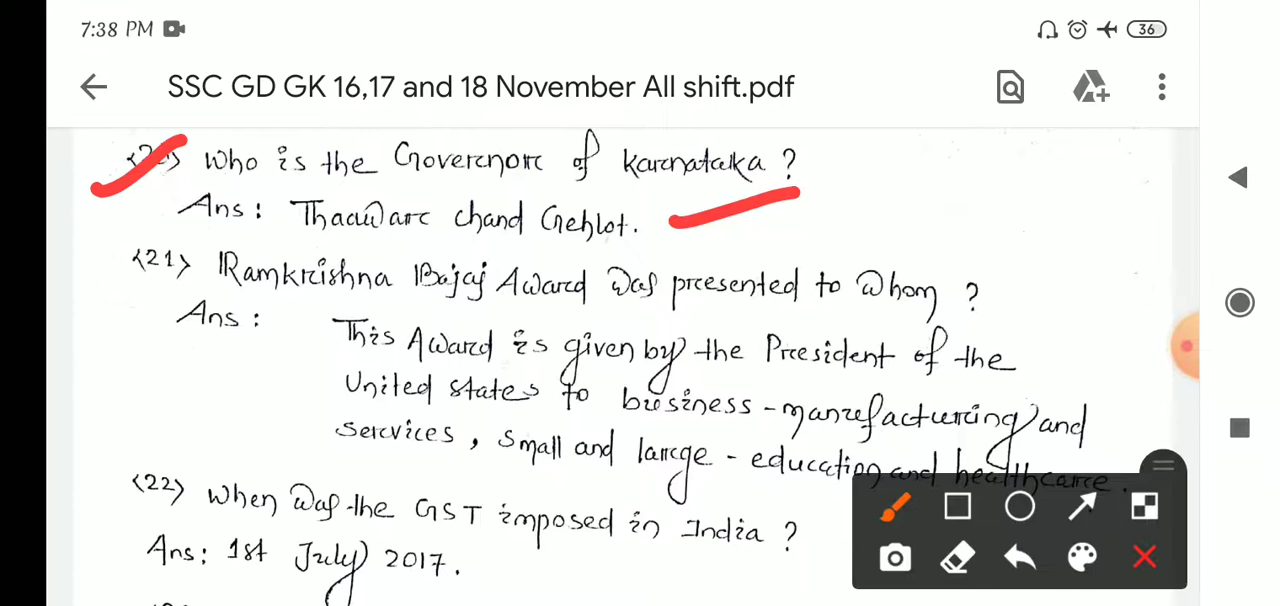 7:38 PM
36
SSC GD GK 16,17 and 18 November All shift.pdf
Who is the Governor of Karnataka ?
Ans : Thaawar chand Gehlot.
<21> Ramkrishna Bajaj Award was presented to whom ?
Ans :
This Award is given by the President of the
United states to business - manufacturing and
services , small and large - education and healthcare .
<22> When was the GST imposed in India ?
Ans : 1st July 2017 .